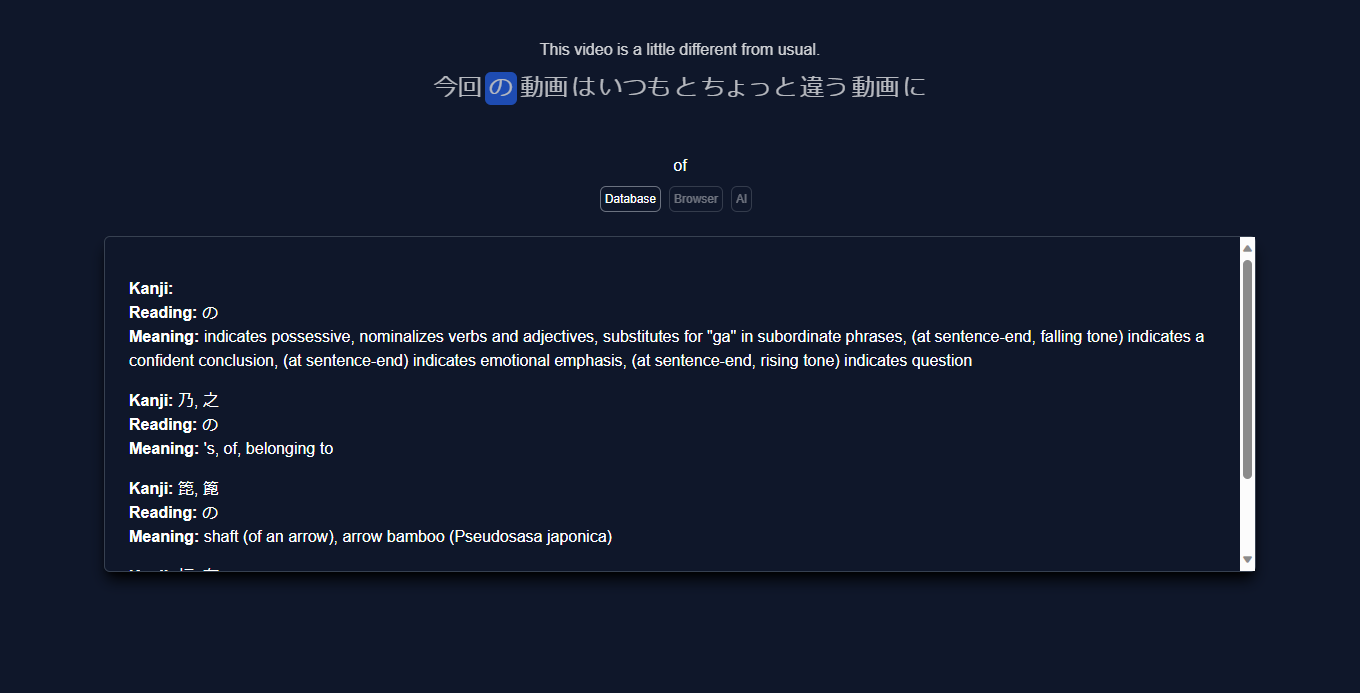 This video is a little different from usual.
今回の動画はいつもとちょっと違う動画に
of
Database Browser AI
Kanji:
Reading: の
Meaning: indicates possessive, nominalizes verbs and adjectives, substitutes for "ga" in subordinate phrases, (at sentence-end, falling tone) indicates a
confident conclusion, (at sentence-end) indicates emotional emphasis, (at sentence-end, rising tone) indicates question
Kanji: 乃, 之
Reading: の
Meaning: 's, of, belonging to
Kanji: 箆, 篦
Reading: の
Meaning: shaft (of an arrow), arrow bamboo (Pseudosasa japonica)